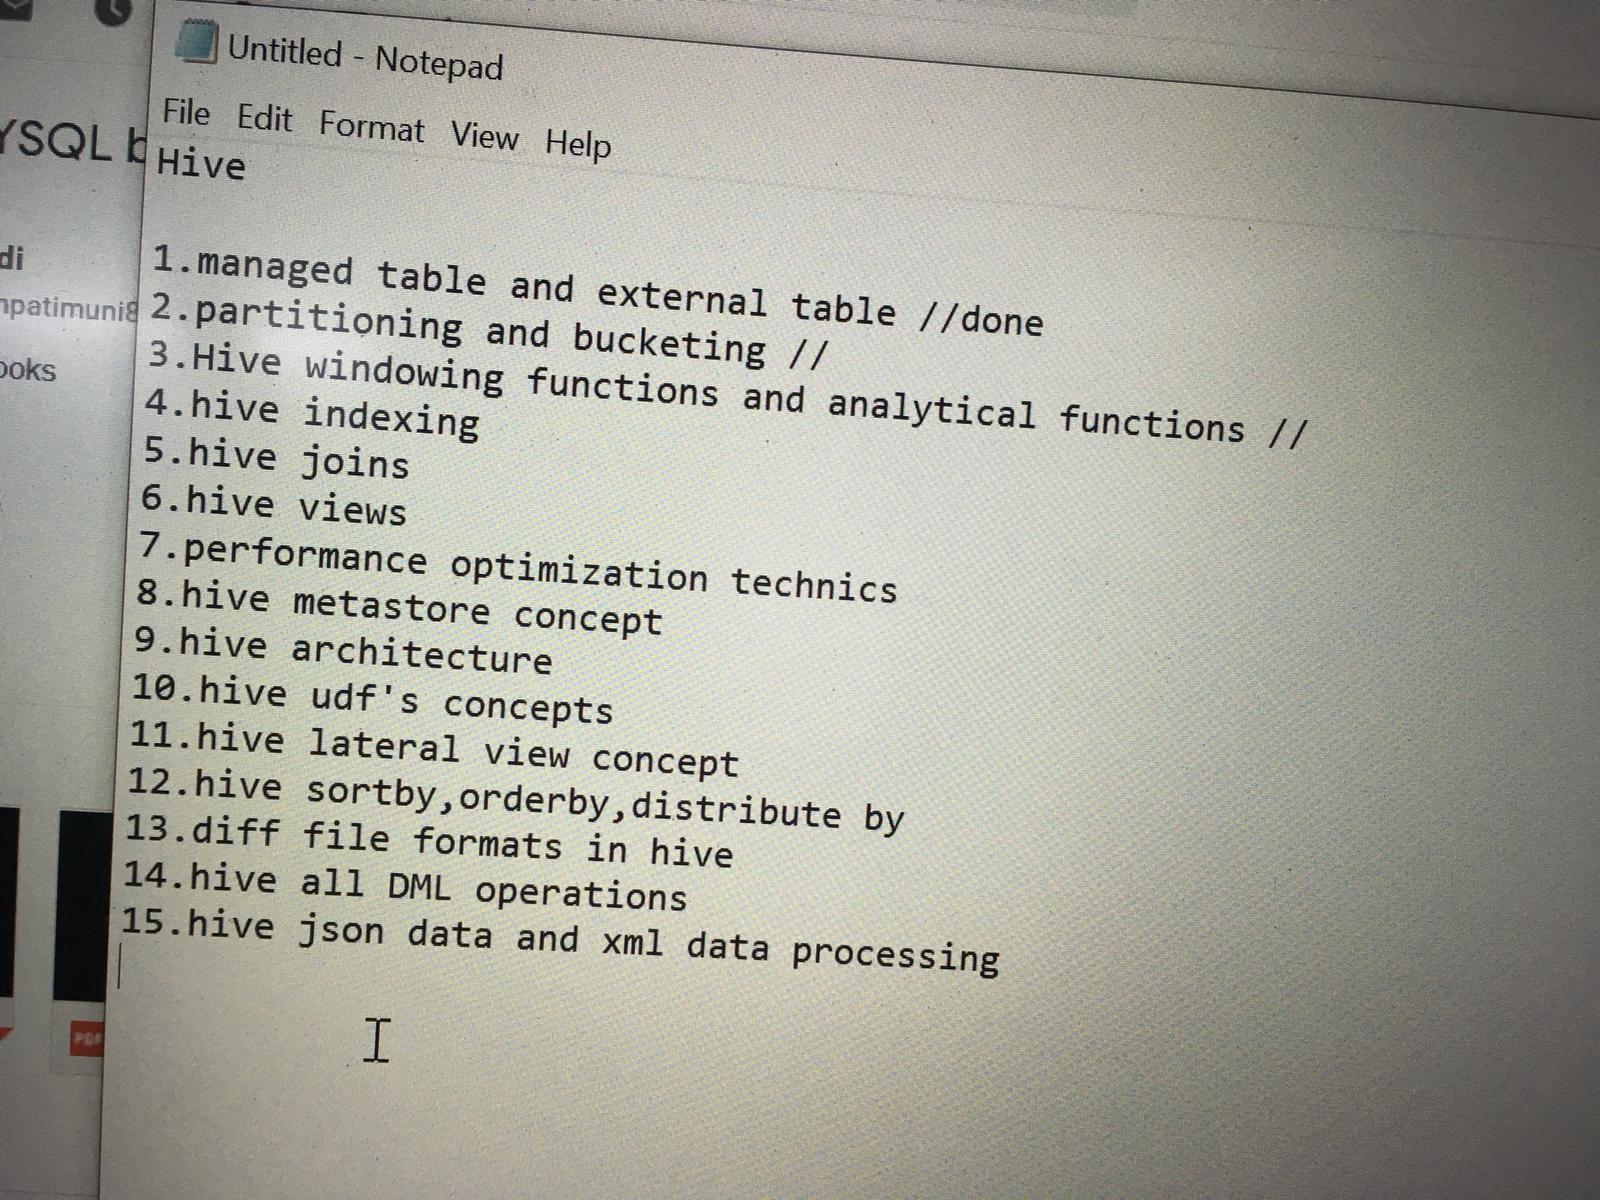 Untitled - Notepad
File Edit Format View Help
YSQL b
Hive
di
npatimuni8
ooks
1.managed table and external table //done
2.partitioning and bucketing //
3.Hive windowing functions and analytical functions //
4.hive indexing
5.hive joins
6.hive views
7.performance optimization technics
8.hive metastore concept
9.hive architecture
10.hive udf's concepts
11.hive lateral view concept
12.hive sortby,orderby,distribute by
13.diff file formats in hive
14.hive all DML operations
15.hive json data and xml data processing
PDF